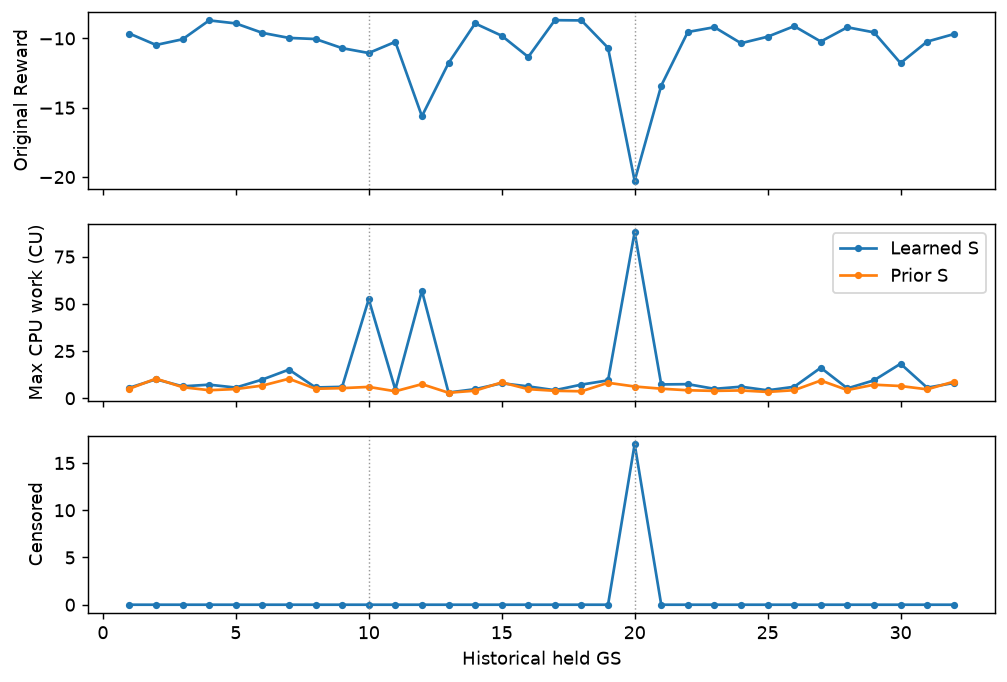 Original Reward
−10
−15
−20
Max CPU work (CU)
75
50
25
0
Learned S
Prior S
Censored
15
10
5
0
0 5 10 15 20 25 30
Historical held GS